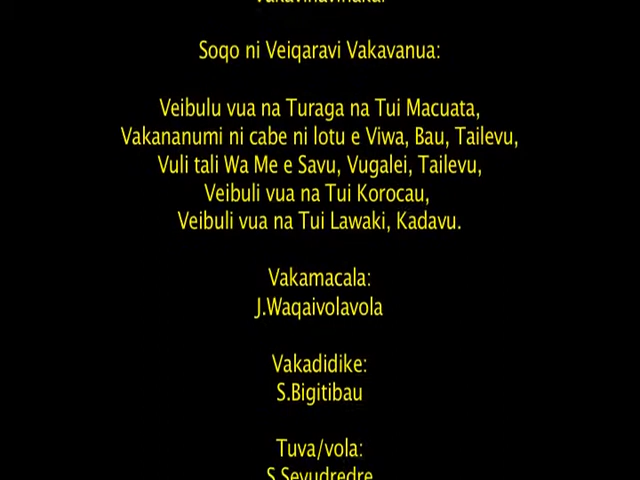 Vakavinavinaka:
Soqo ni Veiqaravi Vakavanua:
Veibulu vua na Turaga na Tui Macuata,
Vakananumi ni cabe ni lotu e Viwa, Bau, Tailevu,
Vuli tali Wa Me e Savu, Vugalei, Tailevu,
Veibuli vua na Tui Korocau,
Veibuli vua na Tui Lawaki, Kadavu.
Vakamacala:
J.Waqaivolavola
Vakadidike:
S.Bigitibau
Tuva/vola:
S.Sevudredre